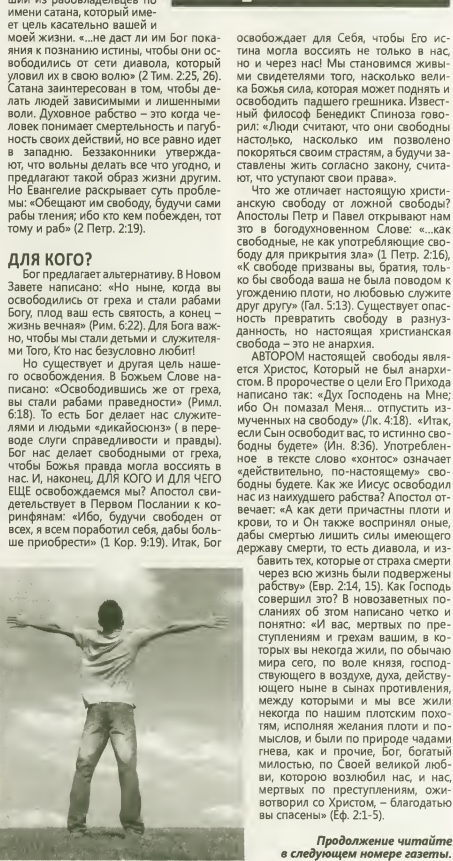 ший из рабовладельцев по
имени сатана, который име-
ет цель касательно вашей и
моей жизни. «...не даст ли им Бог пока-
яния к познанию истины, чтобы они ос-
вободились от сети диавола, который
уловил их в свою волю» (2 Тим. 2:25, 26).
Сатана заинтересован в том, чтобы де-
лать людей зависимыми и лишенными
воли. Духовное рабство – это когда че-
ловек понимает смертельность и пагуб-
ность своих действий, но все равно идет
в западню. Беззаконники утвержда-
ют, что вольны делать все что угодно, и
предлагают такой образ жизни другим.
Но Евангелие раскрывает суть пробле-
мы: «Обещают им свободу, будучи сами
рабы тления; ибо кто кем побежден, тот
тому и раб» (2 Петр. 2:19).
ДЛЯ КОГО?
Бог предлагает альтернативу. В Новом
Завете написано: «Но ныне, когда вы
освободились от греха и стали рабами
Богу, плод ваш есть святость, а конец –
жизнь вечная» (Рим. 6:22). Для Бога важ-
но, чтобы мы стали детьми и служителя-
ми Того, Кто нас безусловно любит!
Но существует и другая цель наше-
го освобождения. В Божьем Слове на-
писано: «Освободившись же от греха,
вы стали рабами праведности» (Римл.
6:18). То есть Бог делает нас служите-
лями и людьми «дикайосюнэ» ( в пере-
воде слуги справедливости и правды).
Бог нас делает свободными от греха,
чтобы Божья правда могла воссиять в
нас. И, наконец, ДЛЯ КОГО И ДЛЯ ЧЕГО
ЕЩЕ освобождаемся мы? Апостол сви-
детельствует в Первом Послании к ко-
ринфянам: «Ибо, будучи свободен от
всех, я всем поработил себя, дабы боль-
ше приобрести» (1 Кор. 9:19). Итак, Бог
освобождает для Себя, чтобы Его ис-
тина могла воссиять не только в нас,
но и через нас! Мы становимся живы-
ми свидетелями того, насколько вели-
ка Божья сила, которая может поднять и
освободить падшего грешника. Извест-
ный философ Бенедикт Спиноза гово-
рил: «Люди считают, что они свободны
настолько, насколько им позволено
покоряться своим страстям, а будучи за-
ставлены жить согласно закону, счита-
ют, что уступают свои права».
Что же отличает настоящую христи-
анскую свободу от ложной свободы?
Апостолы Петр и Павел открывают нам
это в богодухновенном Слове: «...как
свободные, не как употребляющие сво-
боду для прикрытия зла» (1 Петр. 2:16),
«К свободе призваны вы, братия, толь-
ко бы свобода ваша не была поводом к
угождению плоти, но любовью служите
друг другу» (Гал. 5:13). Существует опас-
ность превратить свободу в разнуз-
данность, но настоящая христианская
свобода – это не анархия.
АВТОРОМ настоящей свободы явля-
ется Христос, Который не был анархи-
стом. В пророчестве о цели Его Прихода
написано так: «Дух Господень на Мне;
ибо Он помазал Меня... отпустить из-
мученных на свободу» (Лк. 4:18). «Итак,
если Сын освободит вас, то истинно сво-
бодны будете» (Ин. 8:36). Употреблен-
ное в тексте слово «хонтос» означает
«действительно, по-настоящему» сво-
бодны будете. Как же Иисус освободил
нас из наихудшего рабства? Апостол от-
вечает: «А как дети причастны плоти и
крови, то и Он также воспринял оные,
дабы смертью лишить силы имеющего
державу смерти, то есть диавола, и из-
бавить тех, которые от страха смерти
через всю жизнь были подвержены
рабству» (Евр. 2:14, 15). Как Господь
совершил это? В новозаветных по-
сланиях об этом написано четко и
понятно: «И вас, мертвых по пре-
ступлениям и грехам вашим, в ко-
торых вы некогда жили, по обычаю
мира сего, по воле князя, господ-
ствующего в воздухе, духа, действу-
ющего ныне в сынах противления,
между которыми и мы все жили
некогда по нашим плотским похо-
тям, исполняя желания плоти и по-
мыслов, и были по природе чадами
гнева, как и прочие, Бог, богатый
милостью, по Своей великой люб-
ви, которою возлюбил нас, и нас,
мертвых по преступлениям, ожи-
вотворил со Христом, – благодатью
вы спасены» (Еф. 2:1-5).
Продолжение читайте
в следующем номере газеты.